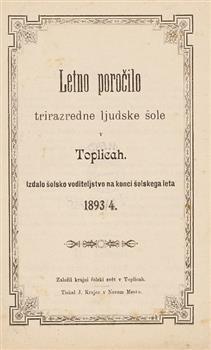 Letno poročilo
trirazredne ljudske šole
v
Toplicah.
Izdalo šolsko voditeljstvo na konci šolskega leta
1893/4.
Založil krajni šolski svèt v Toplicah.
Tiskal J. Krajec v Novem Mestu.